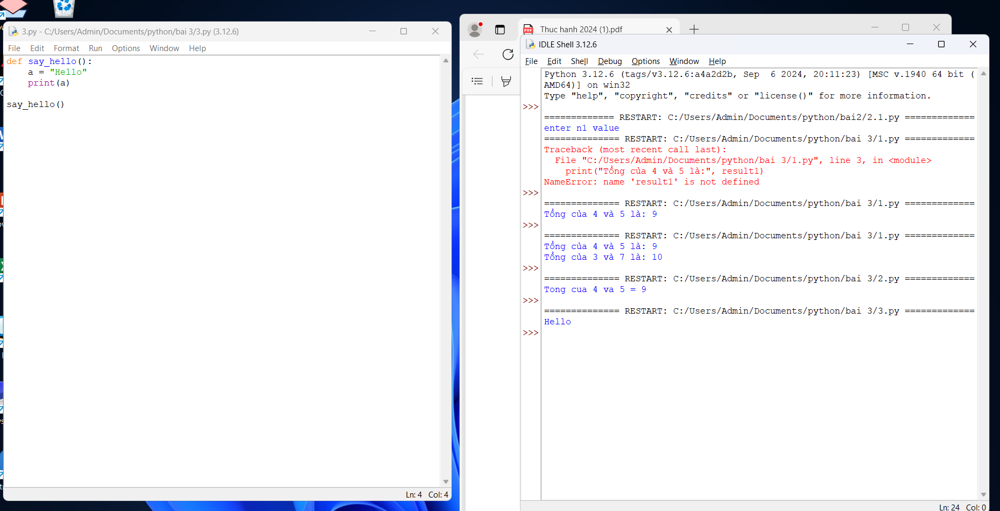 3.py - C:/Users/Admin/Documents/python/bai 3/3.py (3.12.6)
File Edit Format Run Options Window Help
def say_hello():
    a = "Hello"
    print(a)
say_hello()
Ln: 4 Col: 4
Thuc hanh 2024 (1).pdf
IDLE Shell 3.12.6
File Edit Shell Debug Options Window Help
Python 3.12.6 (tags/v3.12.6:a4a2d2b, Sep  6 2024, 20:11:23) [MSC v.1940 64 bit (
AMD64)] on win32
Type "help", "copyright", "credits" or "license()" for more information.
>>>
============= RESTART: C:/Users/Admin/Documents/python/bai2/2.1.py =============
enter n1 value
============== RESTART: C:/Users/Admin/Documents/python/bai 3/1.py =============
Traceback (most recent call last):
  File "C:/Users/Admin/Documents/python/bai 3/1.py", line 3, in <module>
    print("Tổng của 4 và 5 là:", result1)
NameError: name 'result1' is not defined
>>>
============== RESTART: C:/Users/Admin/Documents/python/bai 3/1.py =============
Tổng của 4 và 5 là: 9
>>>
============== RESTART: C:/Users/Admin/Documents/python/bai 3/1.py =============
Tổng của 4 và 5 là: 9
Tổng của 3 và 7 là: 10
>>>
============== RESTART: C:/Users/Admin/Documents/python/bai 3/2.py =============
Tong cua 4 va 5 = 9
>>>
============== RESTART: C:/Users/Admin/Documents/python/bai 3/3.py =============
Hello
>>>
Ln: 24 Col: 0